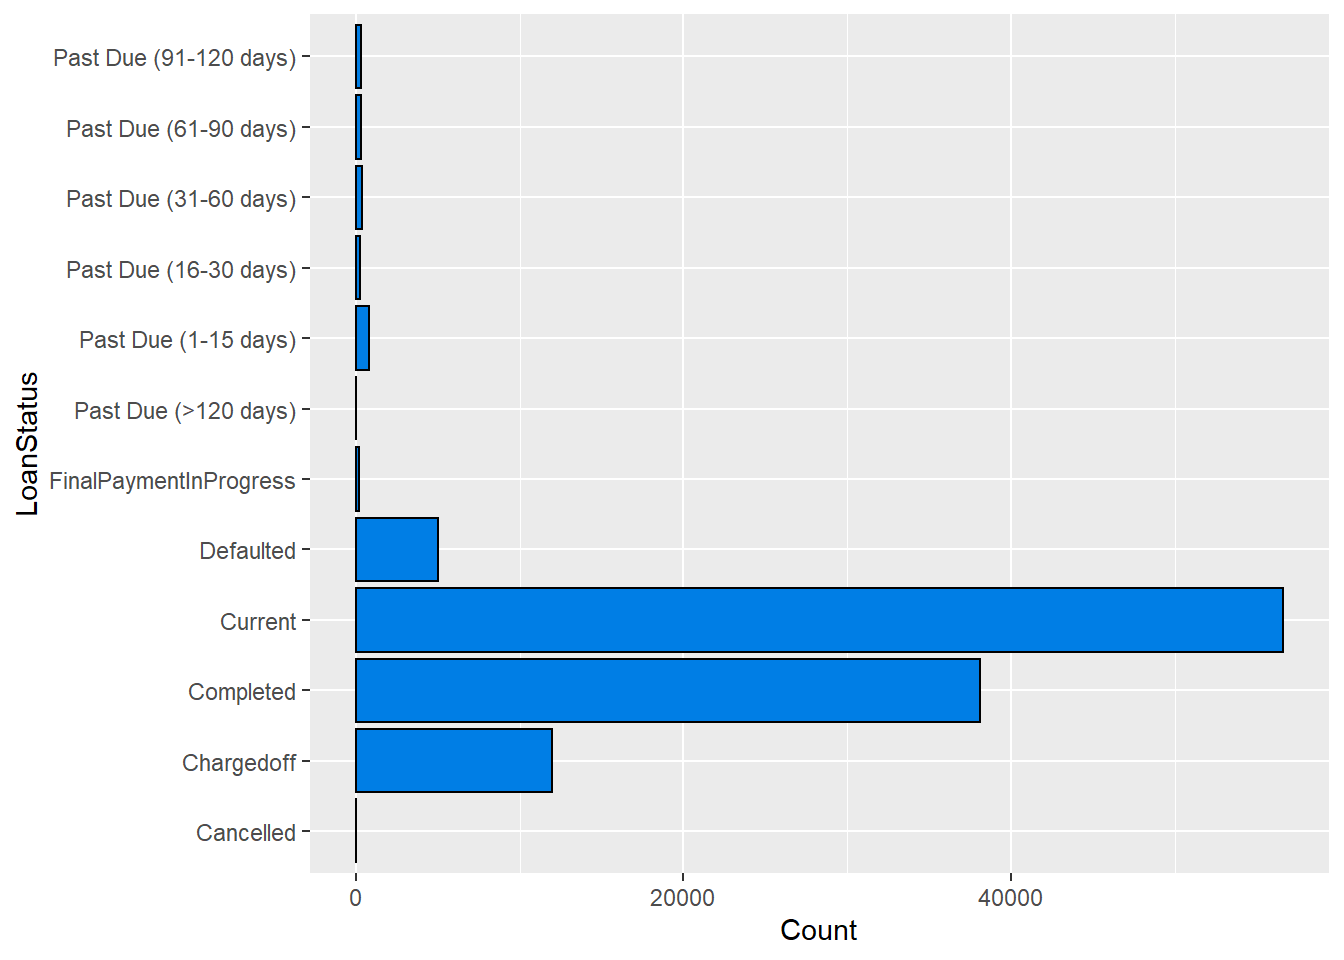 Past Due (91-120 days)
Past Due (61-90 days)
Past Due (31-60 days)
Past Due (16-30 days)
Past Due (1-15 days)
Past Due (>120 days)
FinalPaymentInProgress
Defaulted
Current
Completed
Chargedoff
Cancelled
LoanStatus
0 20000 40000
Count